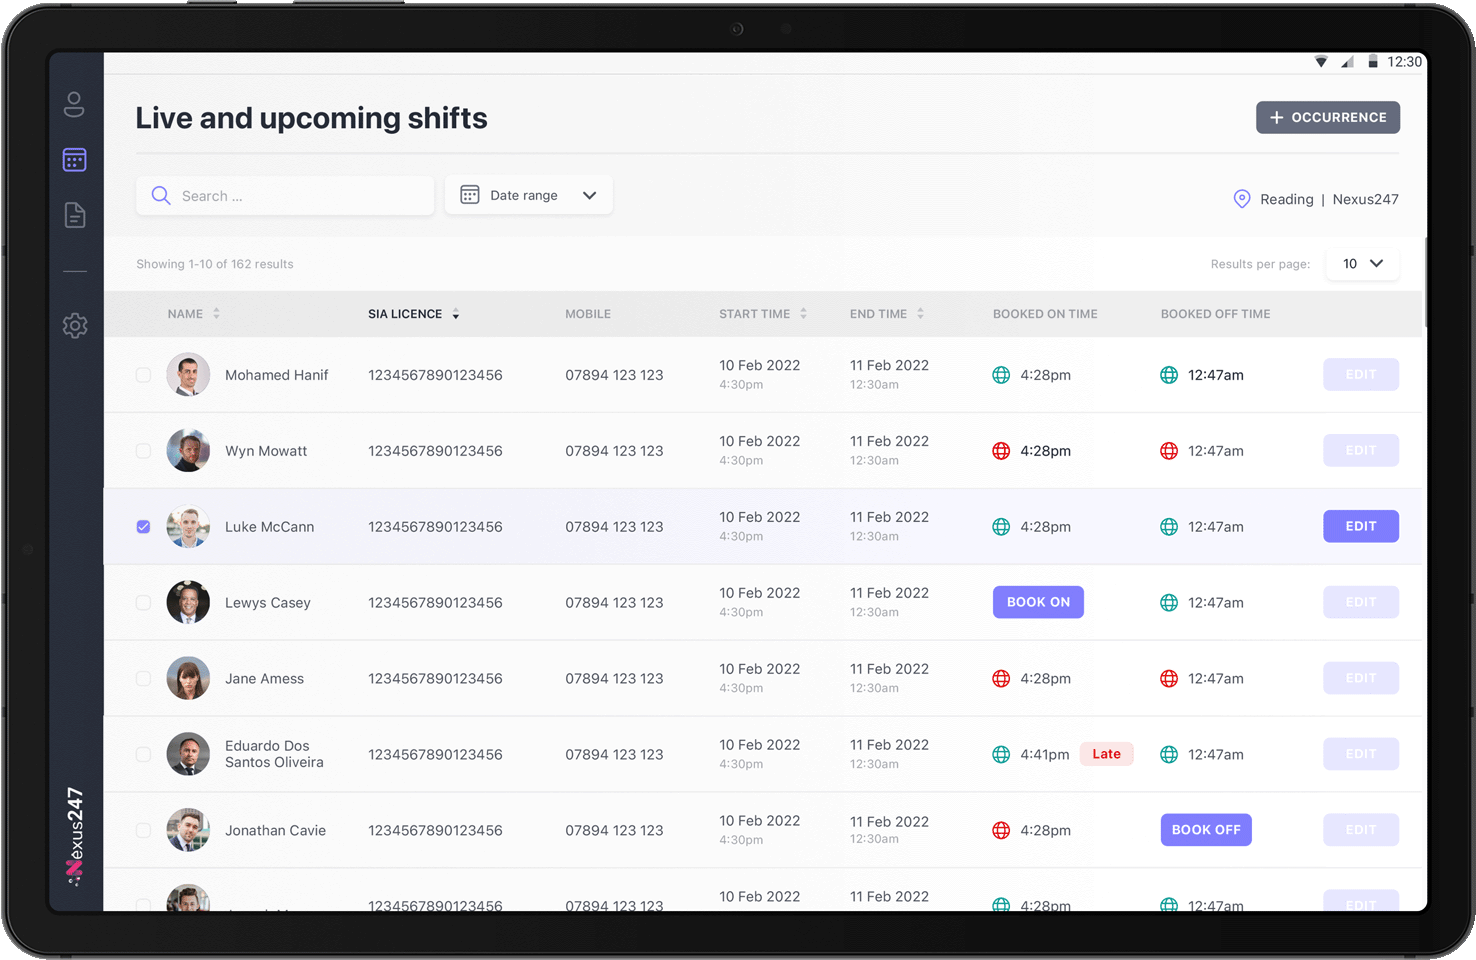 12:30
Live and upcoming shifts
+ OCCURRENCE
Search ...
Date range
Reading | Nexus247
Showing 1-10 of 162 results
Results per page: 10
NAME SIA LICENCE MOBILE START TIME END TIME BOOKED ON TIME BOOKED OFF TIME
Mohamed Hanif 1234567890123456 07894 123 123 10 Feb 2022 11 Feb 2022 4:28pm 12:47am EDIT
4:30pm 12:30am
Wyn Mowatt 1234567890123456 07894 123 123 10 Feb 2022 11 Feb 2022 4:28pm 12:47am EDIT
4:30pm 12:30am
Luke McCann 1234567890123456 07894 123 123 10 Feb 2022 11 Feb 2022 4:28pm 12:47am EDIT
4:30pm 12:30am
Lewys Casey 1234567890123456 07894 123 123 10 Feb 2022 11 Feb 2022 BOOK ON 12:47am EDIT
4:30pm 12:30am
Jane Amess 1234567890123456 07894 123 123 10 Feb 2022 11 Feb 2022 4:28pm 12:47am EDIT
4:30pm 12:30am
Eduardo Dos 1234567890123456 07894 123 123 10 Feb 2022 11 Feb 2022 4:41pm Late 12:47am EDIT
Santos Oliveira 4:30pm 12:30am
Jonathan Cavie 1234567890123456 07894 123 123 10 Feb 2022 11 Feb 2022 4:28pm BOOK OFF EDIT
4:30pm 12:30am
1234567890123456 07894 123 123 10 Feb 2022 11 Feb 2022 4:28pm 12:47am EDIT
Nexus247